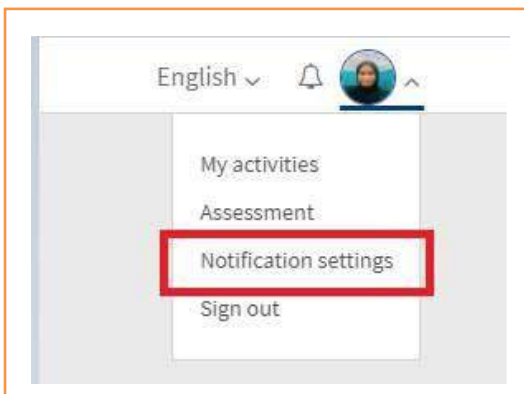 English
My activities
Assessment
Notification settings
Sign out